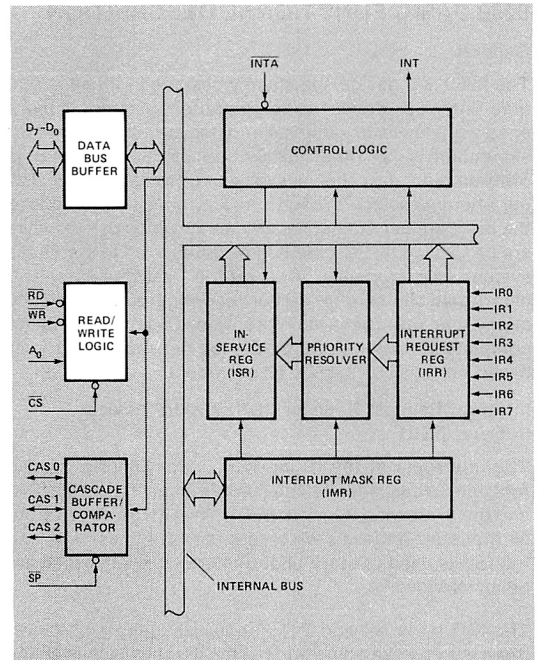 INTA
INT
D7-D0
DATA
BUS
BUFFER
CONTROL LOGIC
RD
WR
A0
CS
READ/
WRITE
LOGIC
IN-
SERVICE
REG
(ISR)
PRIORITY
RESOLVER
INTERRUPT
REQUEST
REG
(IRR)
IR0
IR1
IR2
IR3
IR4
IR5
IR6
IR7
CAS 0
CAS 1
CAS 2
CASCADE
BUFFER/
COMPA-
RATOR
SP
INTERRUPT MASK REG
(IMR)
INTERNAL BUS